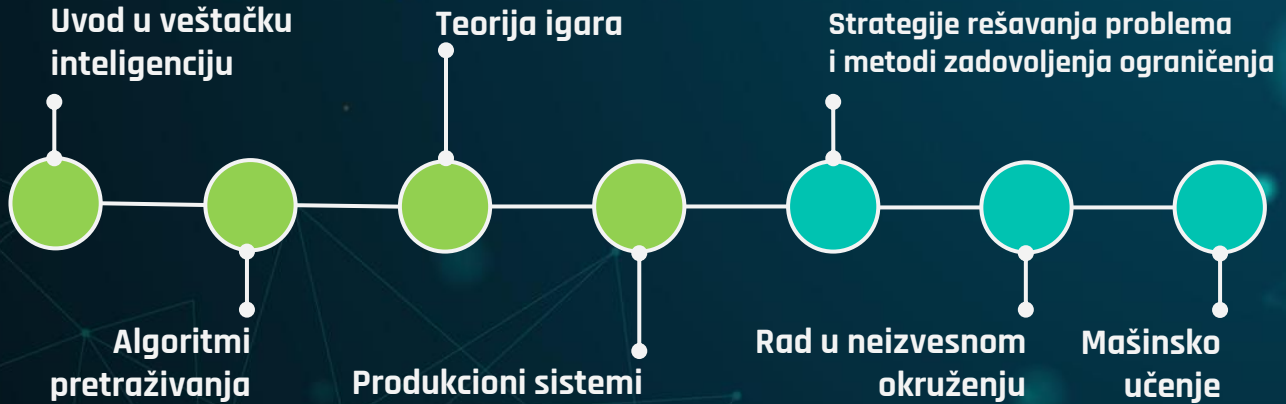 Uvod u veštačku
inteligenciju
Teorija igara
Strategije rešavanja problema
i metodi zadovoljenja ograničenja
Algoritmi
pretraživanja
Produkcioni sistemi
Rad u neizvesnom
okruženju
Mašinsko
učenje